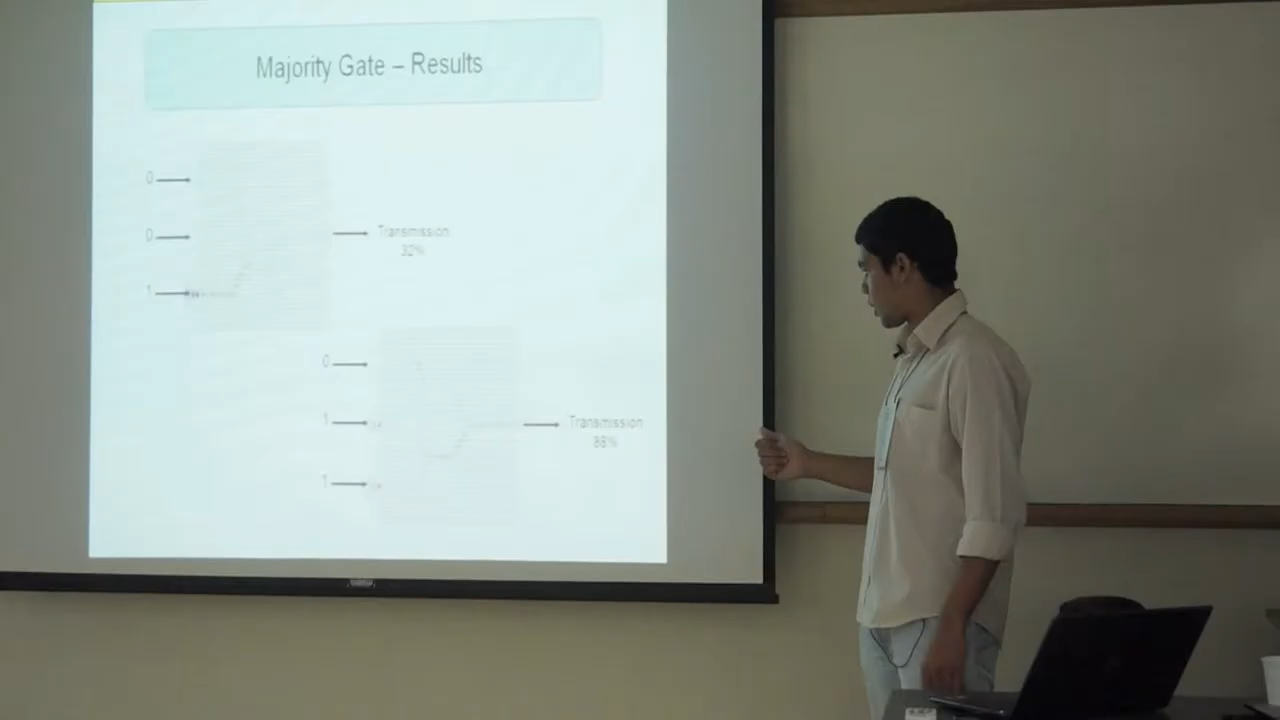 Majority Gate – Results
0
0
1
Transmission
32%
0
1
1
Transmission
88%